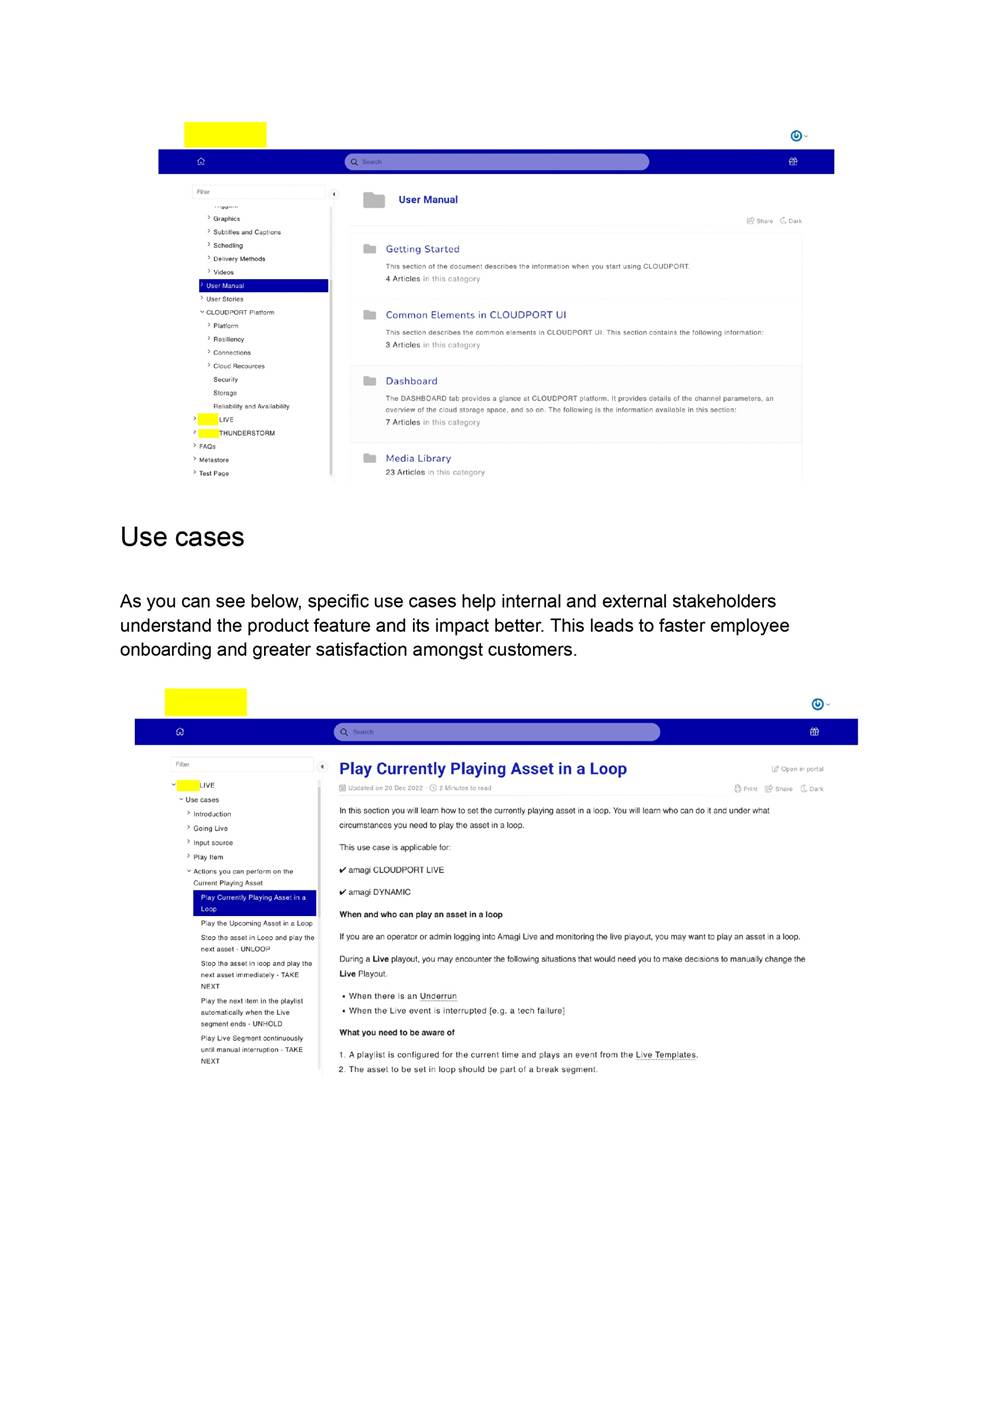 Search
Filter
Graphics
Subtitles and Captions
Schedling
Delivery Methods
Videos
User Manual
User Stories
CLOUDPORT Platform
Platform
Resiliency
Connections
Cloud Recources
Security
Storage
Reliability and Availability
LIVE
THUNDERSTORM
FAQs
Metastore
Test Page
User Manual
Share Dark
Getting Started
This section of the document describes the information when you start using CLOUDPORT.
4 Articles in this category
Common Elements in CLOUDPORT UI
This section describes the common elements in CLOUDPORT UI. This section contains the following information:
3 Articles in this category
Dashboard
The DASHBOARD tab provides a glance at CLOUDPORT platform. It provides details of the channel parameters, an
overview of the cloud storage space, and so on. The following is the information available in this section:
7 Articles in this category
Media Library
23 Articles in this category
Use cases
As you can see below, specific use cases help internal and external stakeholders
understand the product feature and its impact better. This leads to faster employee
onboarding and greater satisfaction amongst customers.
Search
Filter
LIVE
Use cases
Introduction
Going Live
Input source
Play Item
Actions you can perform on the
Current Playing Asset
Play Currently Playing Asset in a
Loop
Play the Upcoming Asset in a Loop
Stop the asset in Loop and play the
next asset - UNLOOP
Stop the asset in loop and play the
next asset immediately - TAKE
NEXT
Play the next item in the playlist
automatically when the Live
segment ends - UNHOLD
Play Live Segment continuously
until manual interruption - TAKE
NEXT
Play Currently Playing Asset in a Loop
Open in portal
Updated on 20 Dec 2022 2 Minutes to read
Print Share Dark
In this section you will learn how to set the currently playing asset in a loop. You will learn who can do it and under what
circumstances you need to play the asset in a loop.
This use case is applicable for:
✔ amagi CLOUDPORT LIVE
✔ amagi DYNAMIC
When and who can play an asset in a loop
If you are an operator or admin logging into Amagi Live and monitoring the live playout, you may want to play an asset in a loop.
During a Live playout, you may encounter the following situations that would need you to make decisions to manually change the
Live Playout.
• When there is an Underrun
• When the Live event is interrupted [e.g. a tech failure]
What you need to be aware of
1. A playlist is configured for the current time and plays an event from the Live Templates.
2. The asset to be set in loop should be part of a break segment.